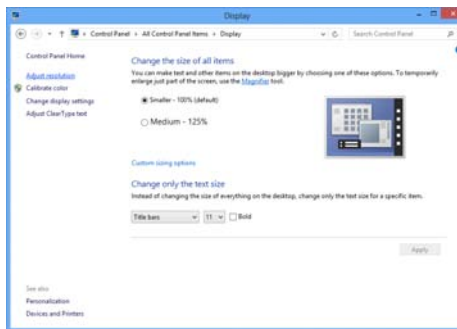 Display
Control Panel ▸ All Control Panel Items ▸ Display
Search Control Panel
Control Panel Home
Adjust resolution
Calibrate color
Change display settings
Adjust ClearType text
Change the size of all items
You can make text and other items on the desktop bigger by choosing one of these options. To temporarily
enlarge just part of the screen, use the Magnifier tool.
Smaller - 100% (default)
Medium - 125%
Custom sizing options
Change only the text size
Instead of changing the size of everything on the desktop, change only the text size for a specific item.
Title bars 11 Bold
Apply
See also
Personalization
Devices and Printers